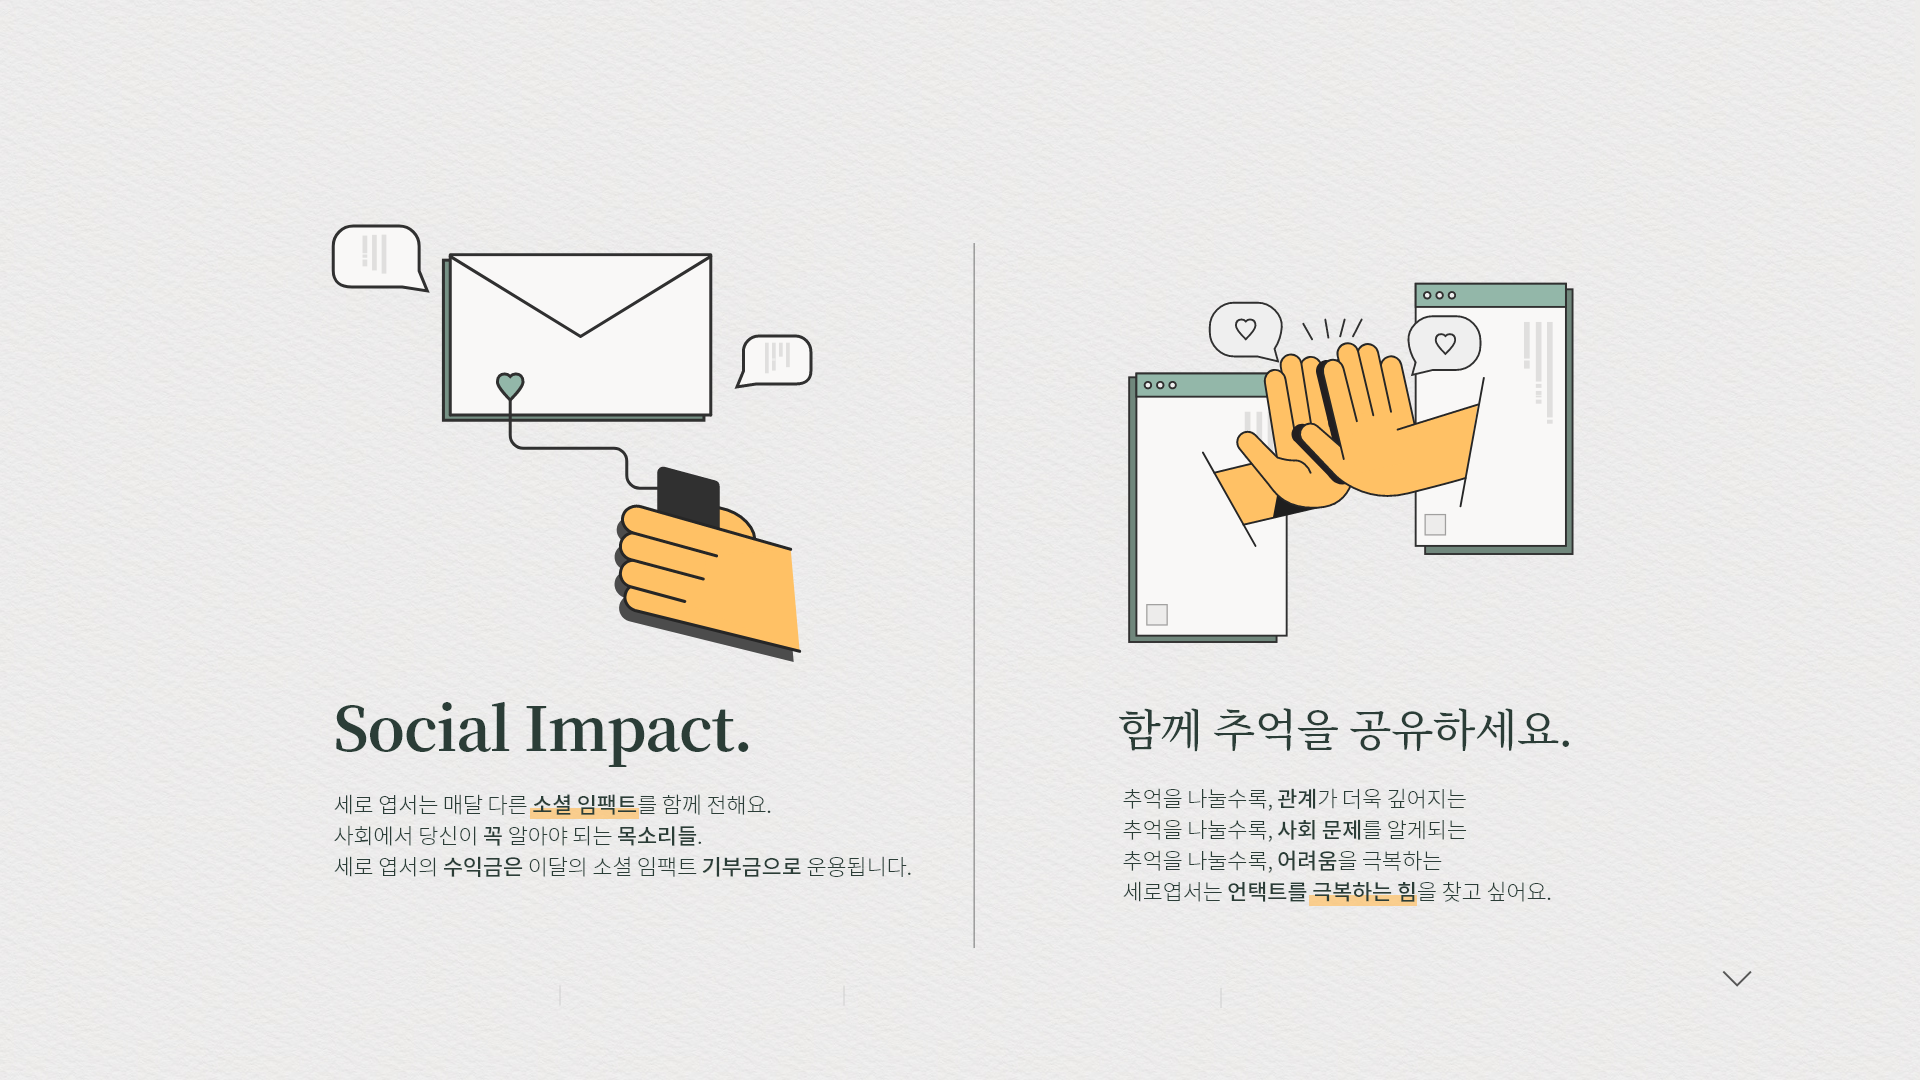 Social Impact.
세로 엽서는 매달 다른 소셜 임팩트를 함께 전해요.
사회에서 당신이 꼭 알아야 되는 목소리들.
세로 엽서의 수익금은 이달의 소셜 임팩트 기부금으로 운용됩니다.
함께 추억을 공유하세요.
추억을 나눌수록, 관계가 더욱 깊어지는
추억을 나눌수록, 사회 문제를 알게되는
추억을 나눌수록, 어려움을 극복하는
세로엽서는 언택트를 극복하는 힘을 찾고 싶어요.